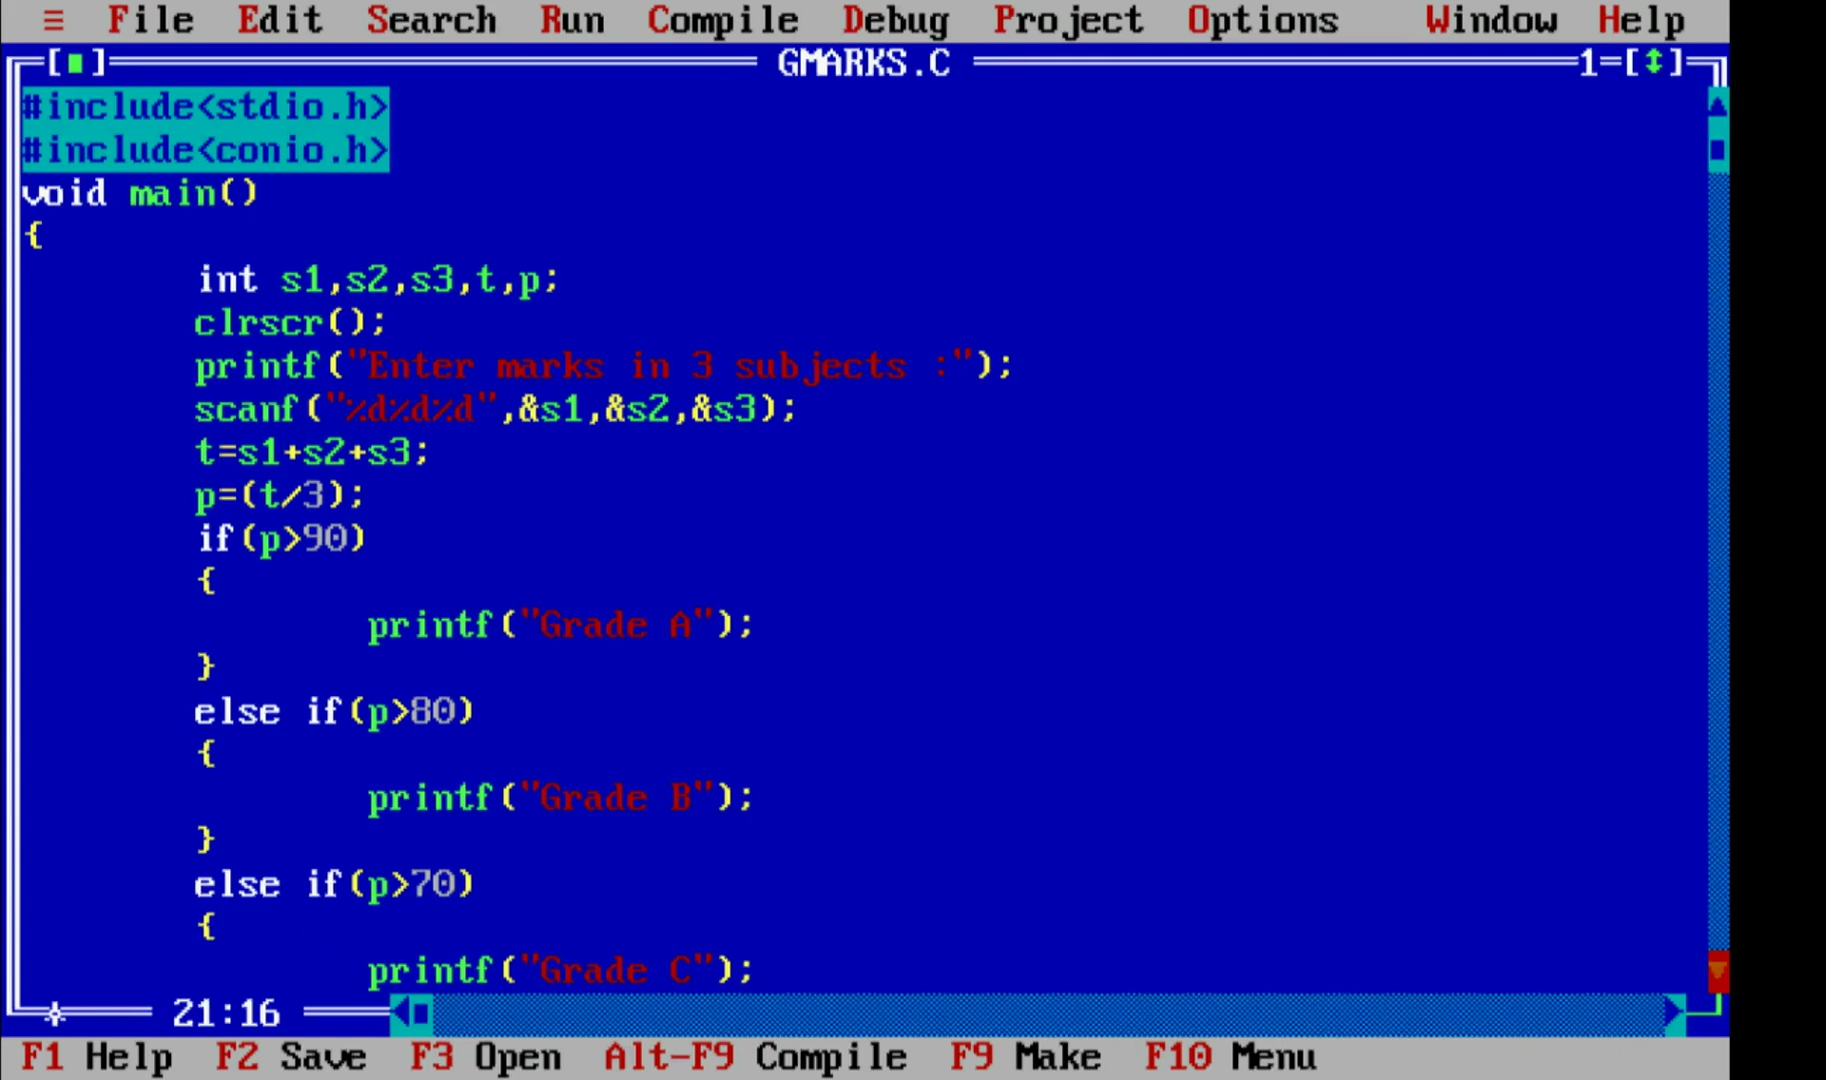 ≡ File Edit Search Run Compile Debug Project Options Window Help
[■] GMARKS.C 1=[↕]
#include<stdio.h>
#include<conio.h>
void main()
{
int s1,s2,s3,t,p;
clrscr();
printf("Enter marks in 3 subjects :");
scanf("%d%d%d",&s1,&s2,&s3);
t=s1+s2+s3;
p=(t/3);
if(p>90)
{
printf("Grade A");
}
else if(p>80)
{
printf("Grade B");
}
else if(p>70)
{
printf("Grade C");
21:16
F1 Help F2 Save F3 Open Alt-F9 Compile F9 Make F10 Menu